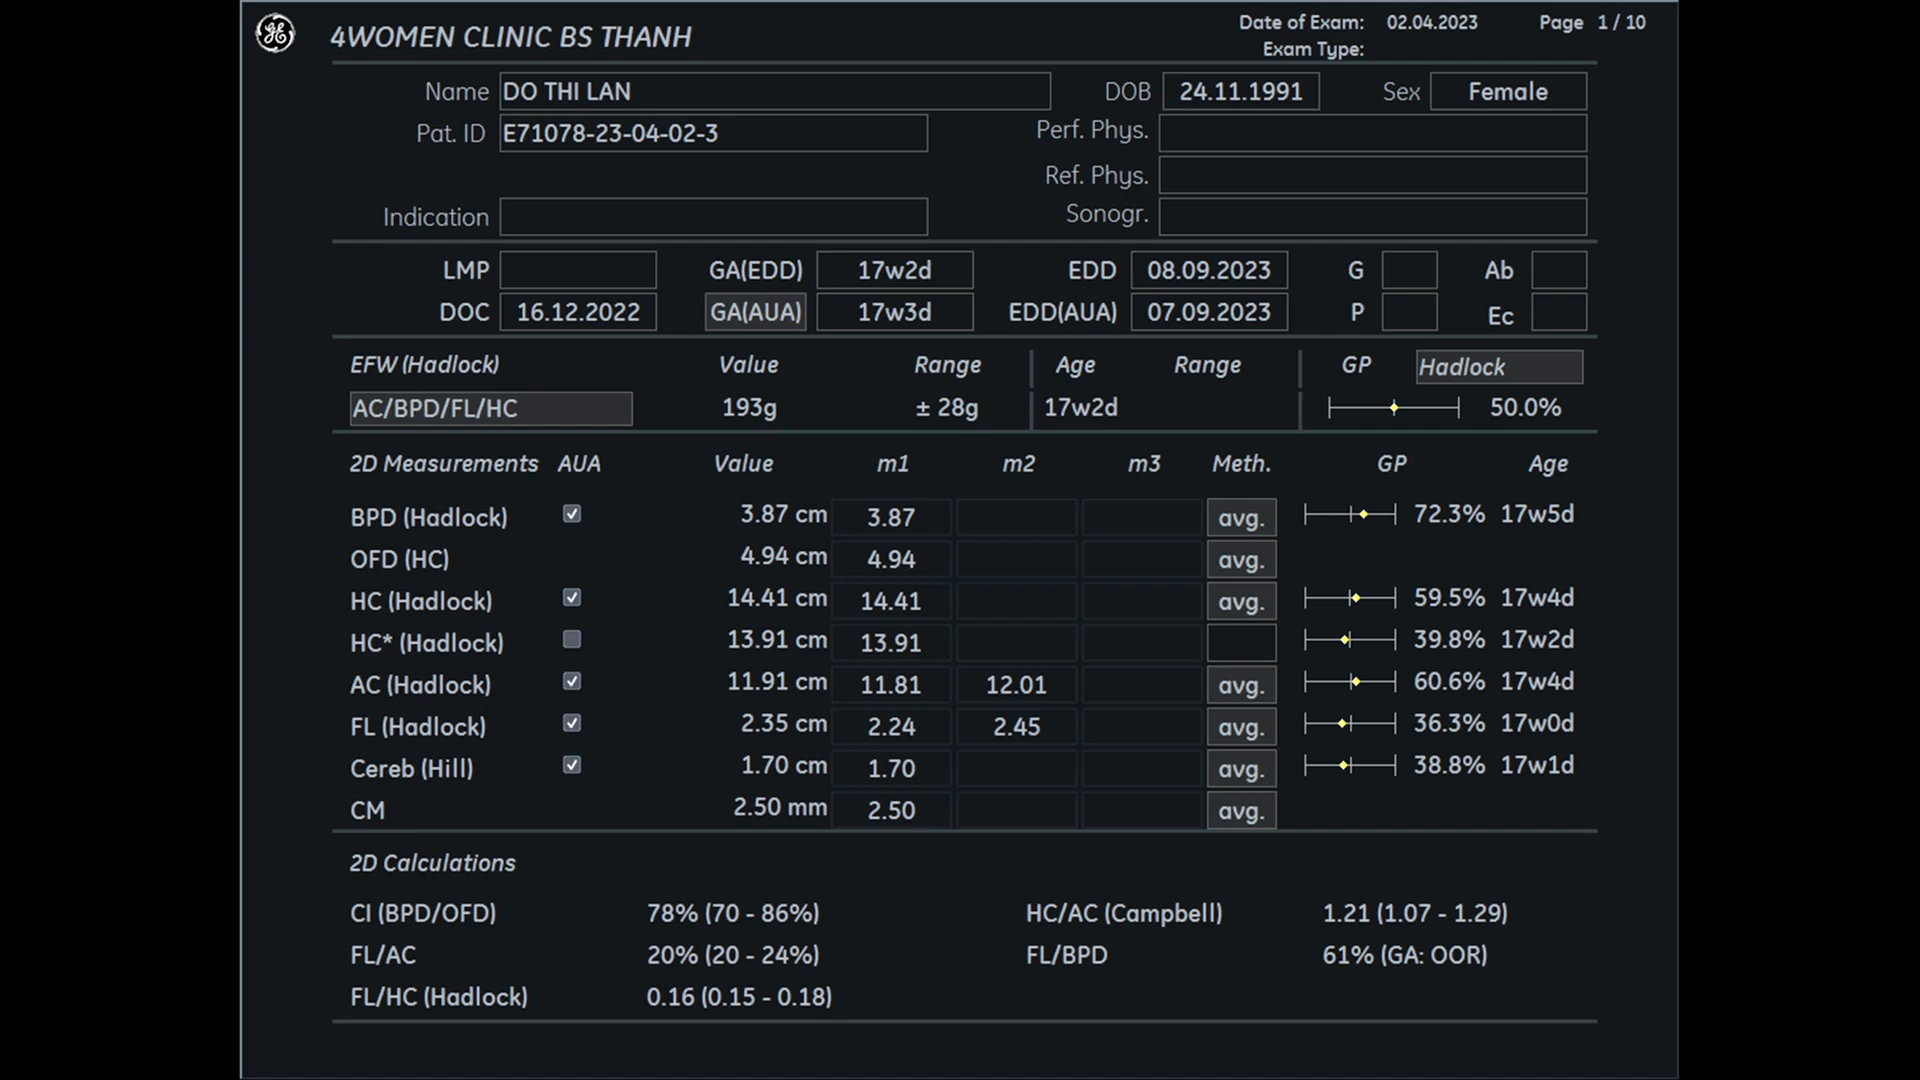 4WOMEN CLINIC BS THANH Date of Exam: 02.04.2023 Page 1 / 10
Exam Type:
Name DO THI LAN DOB 24.11.1991 Sex Female
Pat. ID E71078-23-04-02-3 Perf. Phys.
Ref. Phys.
Indication Sonogr.
LMP GA(EDD) 17w2d EDD 08.09.2023 G Ab
DOC 16.12.2022 GA(AUA) 17w3d EDD(AUA) 07.09.2023 P Ec
EFW (Hadlock) Value Range Age Range GP Hadlock
AC/BPD/FL/HC 193g ± 28g 17w2d 50.0%
2D Measurements AUA Value m1 m2 m3 Meth. GP Age
BPD (Hadlock) 3.87 cm 3.87 avg. 72.3% 17w5d
OFD (HC) 4.94 cm 4.94 avg.
HC (Hadlock) 14.41 cm 14.41 avg. 59.5% 17w4d
HC* (Hadlock) 13.91 cm 13.91 39.8% 17w2d
AC (Hadlock) 11.91 cm 11.81 12.01 avg. 60.6% 17w4d
FL (Hadlock) 2.35 cm 2.24 2.45 avg. 36.3% 17w0d
Cereb (Hill) 1.70 cm 1.70 avg. 38.8% 17w1d
CM 2.50 mm 2.50 avg.
2D Calculations
CI (BPD/OFD) 78% (70 - 86%) HC/AC (Campbell) 1.21 (1.07 - 1.29)
FL/AC 20% (20 - 24%) FL/BPD 61% (GA: OOR)
FL/HC (Hadlock) 0.16 (0.15 - 0.18)